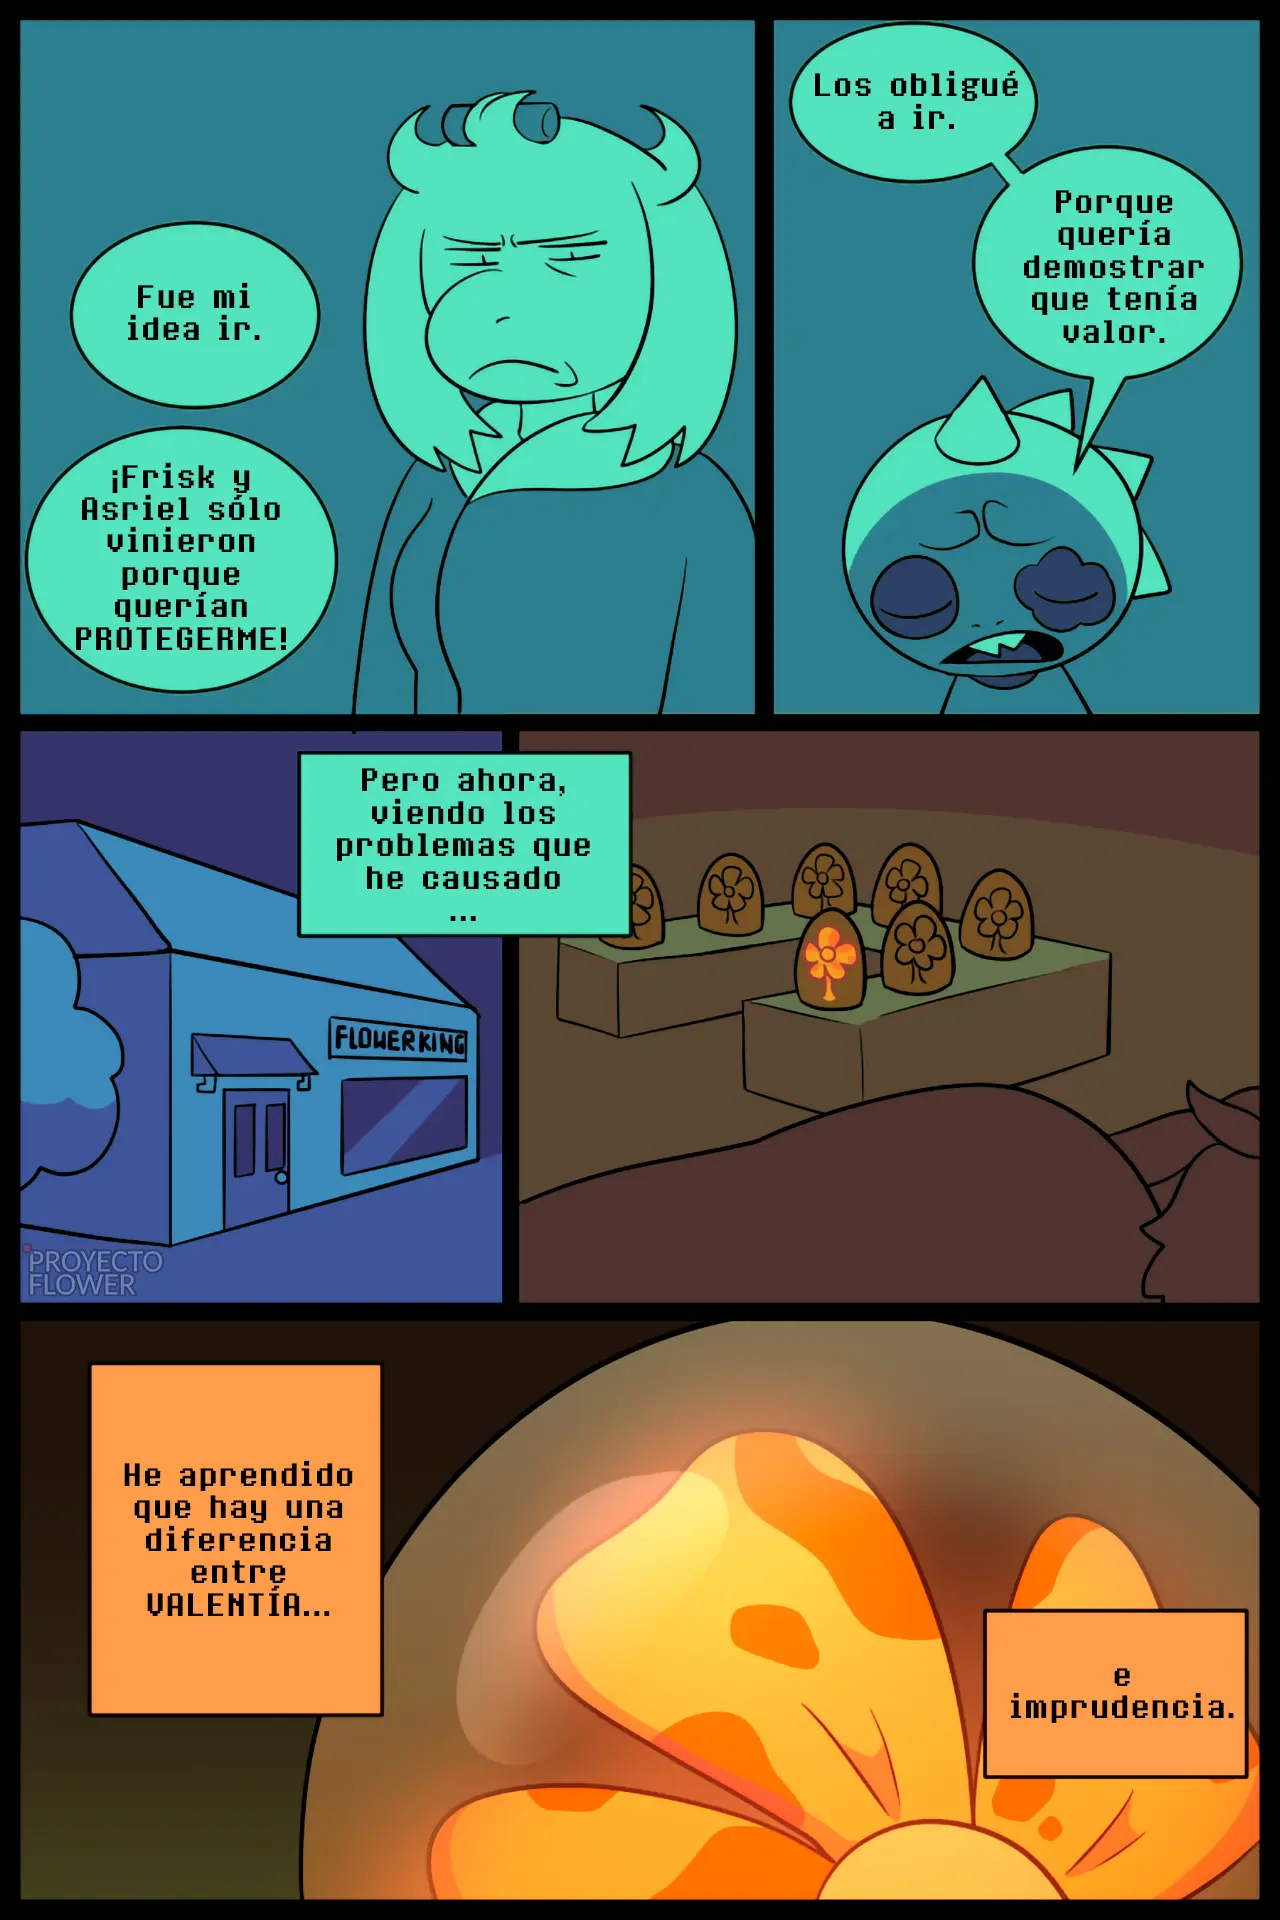 Fue mi
idea ir.
¡Frisk y
Asriel sólo
vinieron
porque
querían
PROTEGERME!
Los obligué
a ir.
Porque
quería
demostrar
que tenía
valor.
Pero ahora,
viendo los
problemas que
he causado
...
FLOWERKING
PROYECTO
FLOWER
He aprendido
que hay una
diferencia
entre
VALENTÍA...
e
imprudencia.